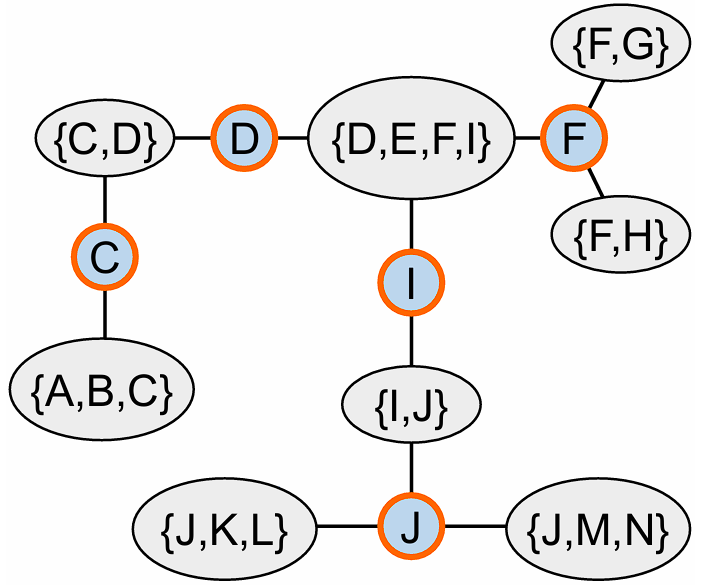 {F,G}
{C,D}
D
{D,E,F,I}
F
{F,H}
C
I
{A,B,C}
{I,J}
{J,K,L}
J
{J,M,N}